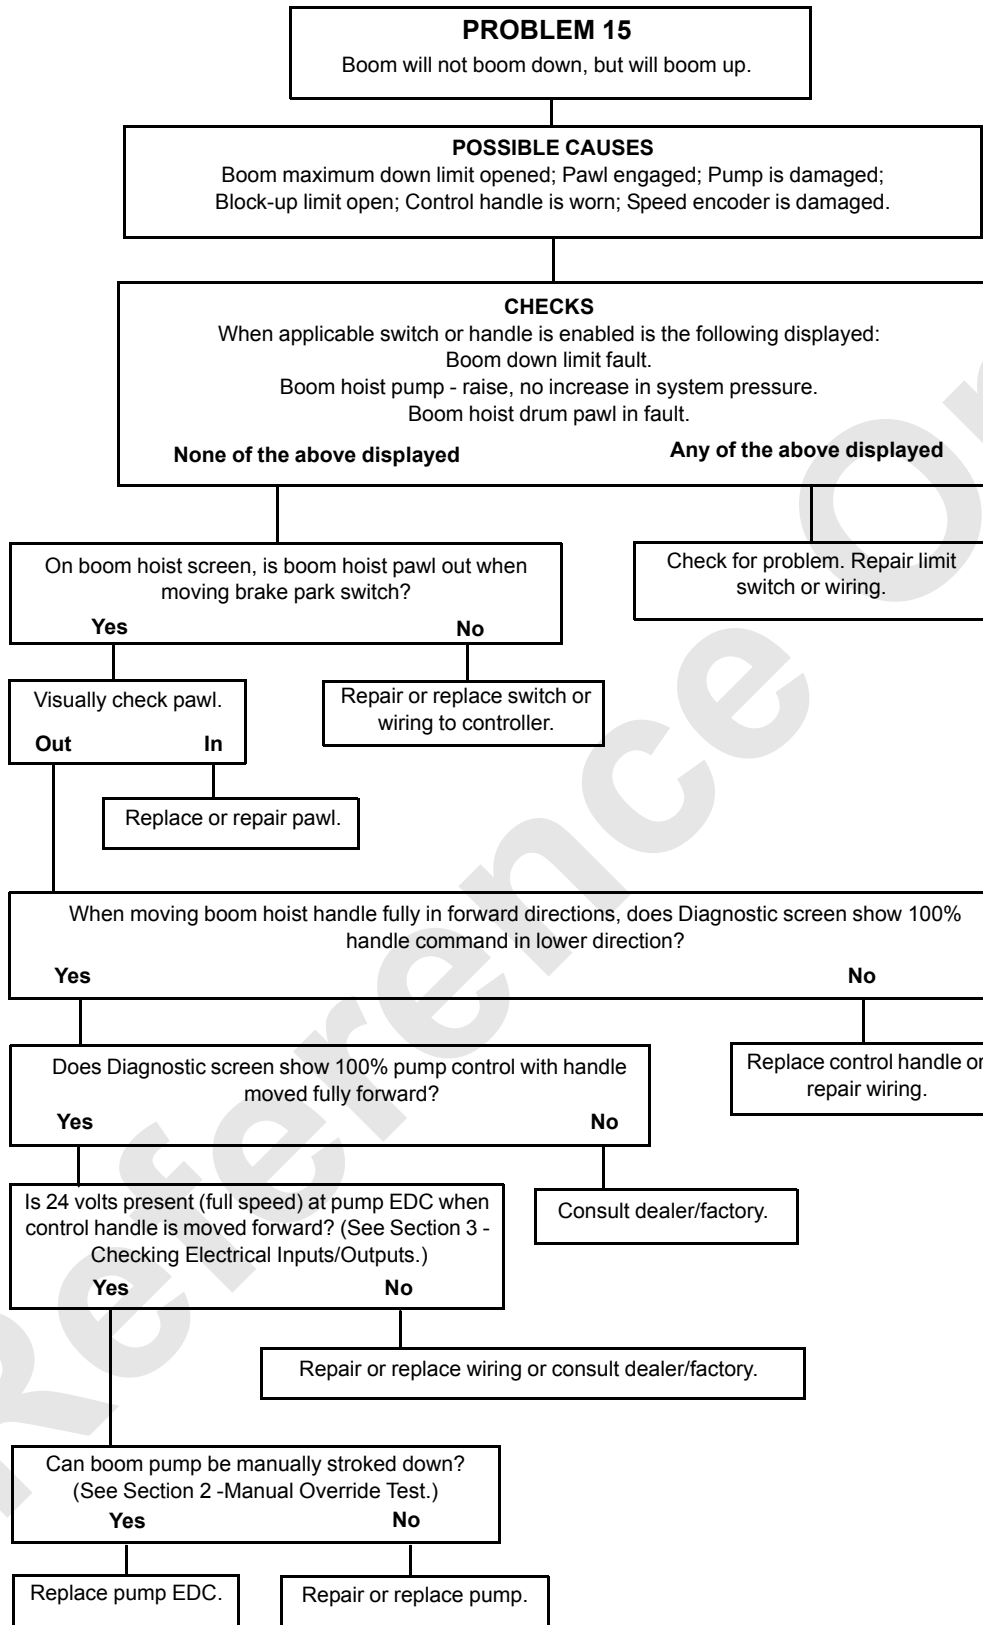 PROBLEM 15
Boom will not boom down, but will boom up.
POSSIBLE CAUSES
Boom maximum down limit opened; Pawl engaged; Pump is damaged;
Block-up limit open; Control handle is worn; Speed encoder is damaged.
CHECKS
When applicable switch or handle is enabled is the following displayed:
Boom down limit fault.
Boom hoist pump - raise, no increase in system pressure.
Boom hoist drum pawl in fault.
None of the above displayed
Any of the above displayed
On boom hoist screen, is boom hoist pawl out when
moving brake park switch?
Yes
No
Check for problem. Repair limit
switch or wiring.
Visually check pawl.
Out
In
Repair or replace switch or
wiring to controller.
Replace or repair pawl.
When moving boom hoist handle fully in forward directions, does Diagnostic screen show 100%
handle command in lower direction?
Yes
No
Does Diagnostic screen show 100% pump control with handle
moved fully forward?
Yes
No
Replace control handle or
repair wiring.
Is 24 volts present (full speed) at pump EDC when
control handle is moved forward? (See Section 3 -
Checking Electrical Inputs/Outputs.)
Yes
No
Consult dealer/factory.
Repair or replace wiring or consult dealer/factory.
Can boom pump be manually stroked down?
(See Section 2 -Manual Override Test.)
Yes
No
Replace pump EDC.
Repair or replace pump.
Reference